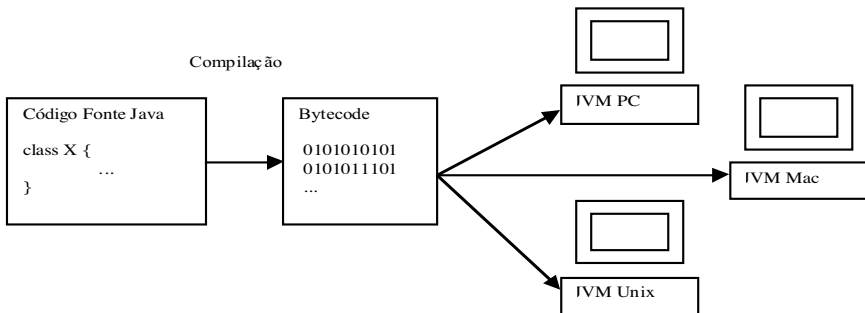 Compilação
Código Fonte Java
class X {
...
}
Bytecode
0101010101
0101011101
...
JVM PC
JVM Mac
JVM Unix